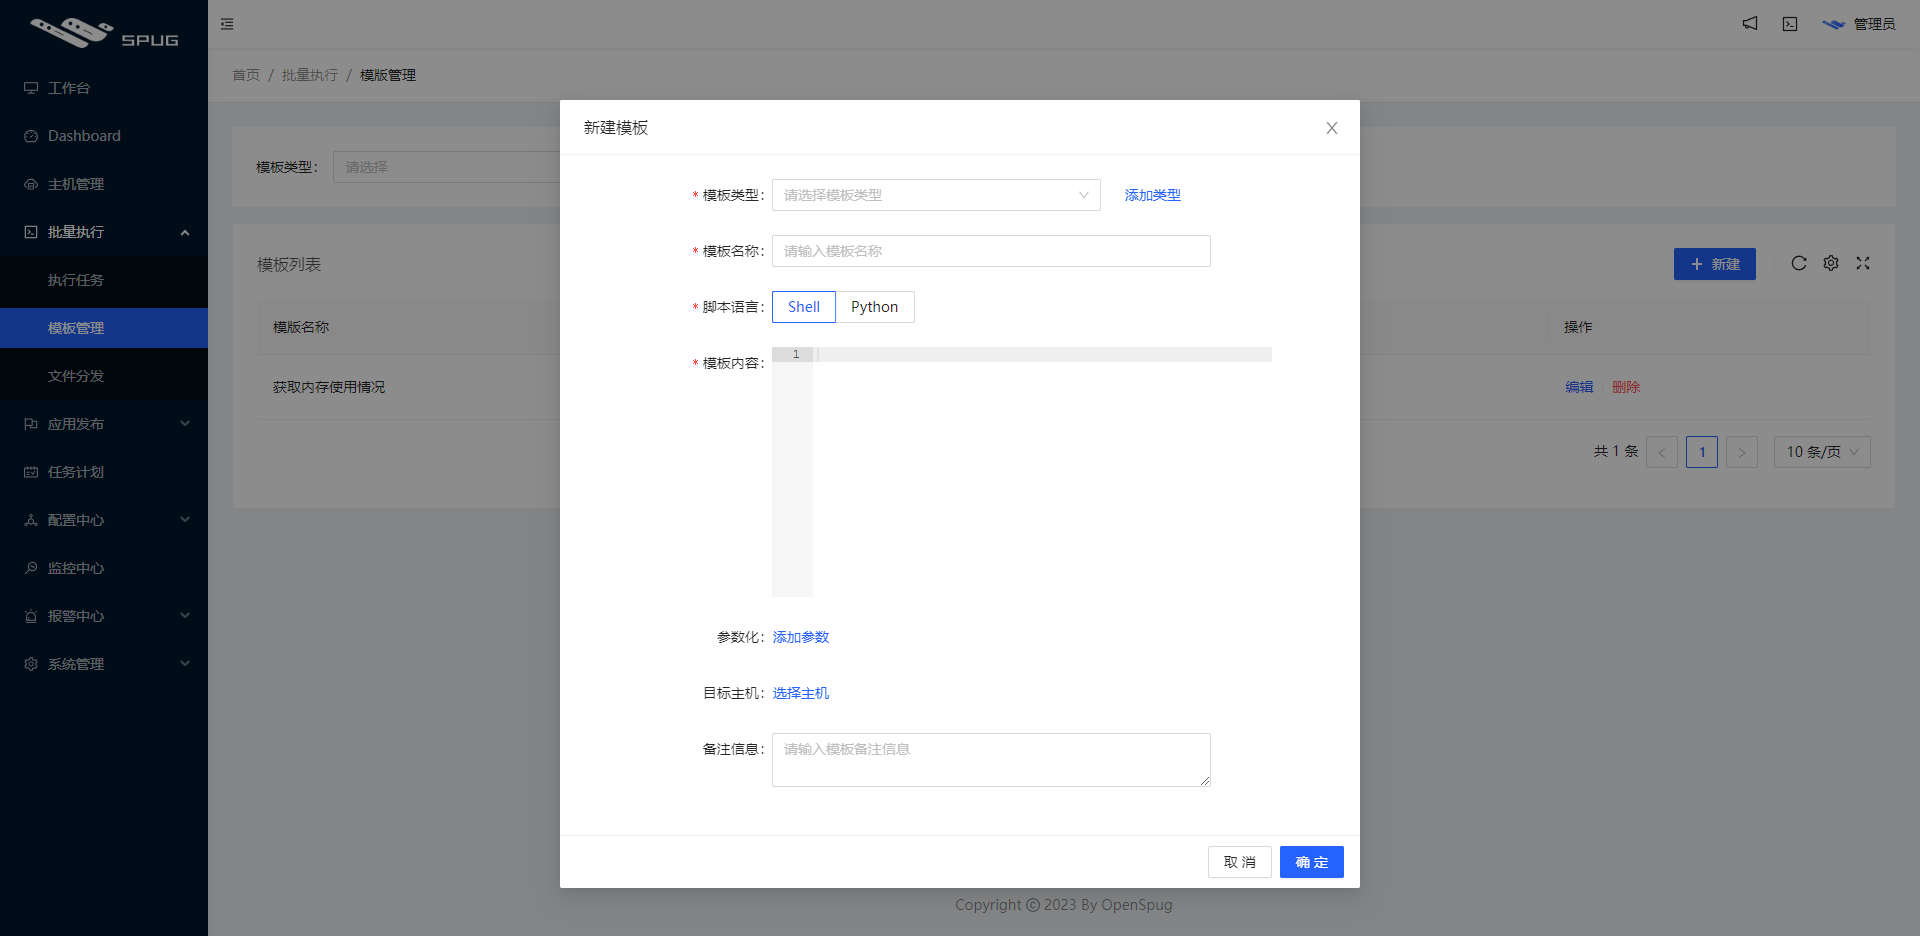 SPUG
管理员
工作台
Dashboard
主机管理
批量执行
执行任务
模板管理
文件分发
应用发布
任务计划
配置中心
监控中心
报警中心
系统管理
首页 / 批量执行 / 模版管理
模板类型： 请选择
模板列表
新建
模版名称
操作
获取内存使用情况
编辑 删除
共 1 条 < 1 > 10 条/页
新建模板
* 模板类型： 请选择模板类型 添加类型
* 模板名称： 请输入模板名称
* 脚本语言： Shell Python
* 模板内容： 1
参数化： 添加参数
目标主机： 选择主机
备注信息： 请输入模板备注信息
取 消 确 定
Copyright © 2023 By OpenSpug